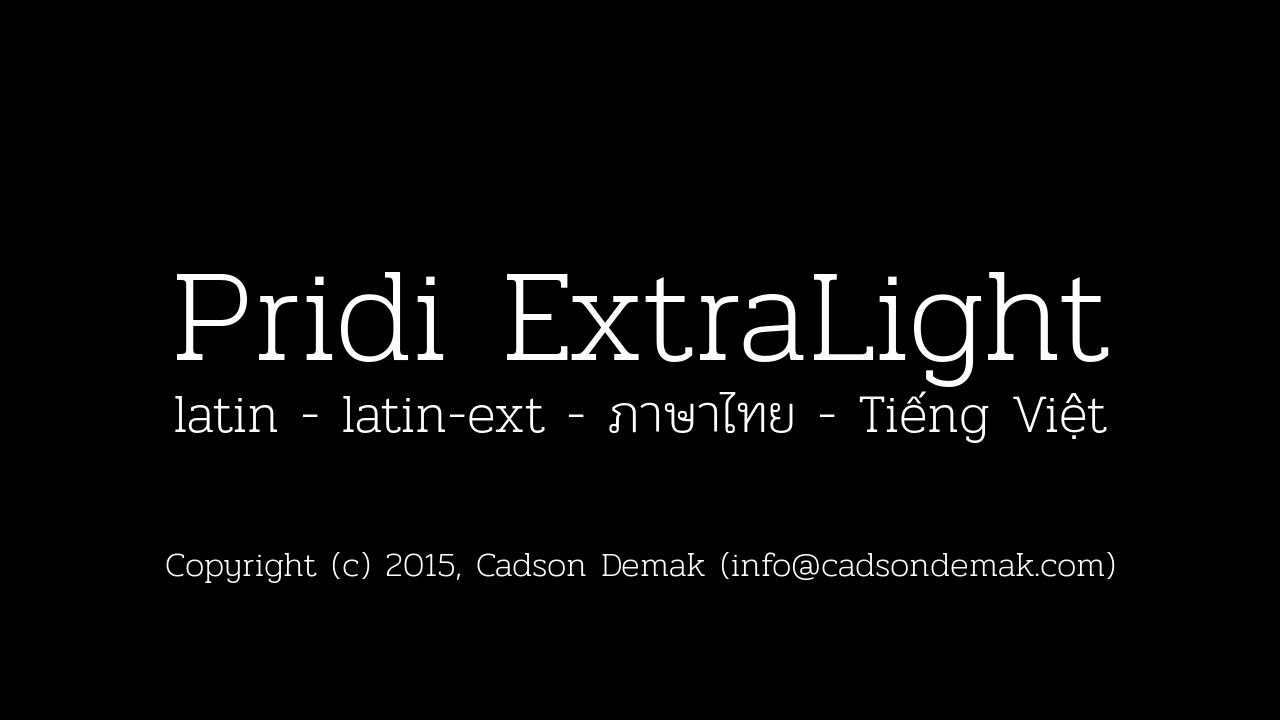 Pridi ExtraLight
latin - latin-ext - ภาษาไทย - Tiếng Việt
Copyright (c) 2015, Cadson Demak (info@cadsondemak.com)